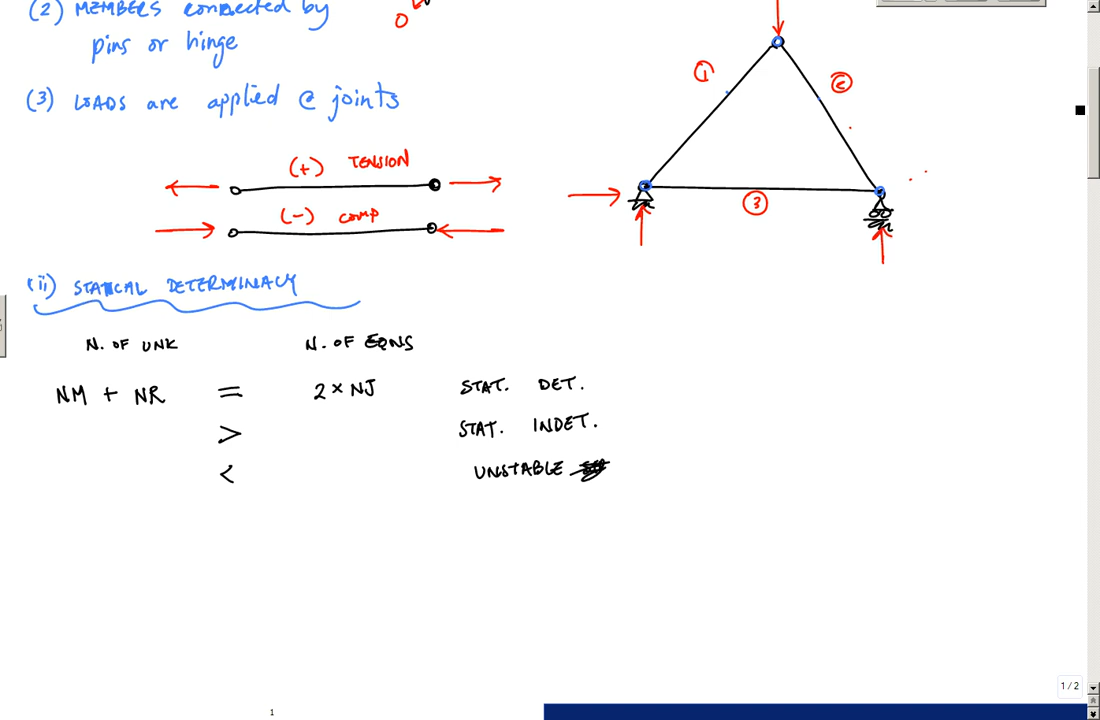 (2) MEMBERS connected by
pins or hinge
(3) LOADS are applied @ joints
(+) TENSION
(-) comp
0
1
2
3
(ii) STATICAL DETERMINACY
N. OF UNK N. OF EQNS
NM + NR = 2 × NJ STAT. DET.
> STAT. INDET.
< UNSTABLE
1 / 2
1